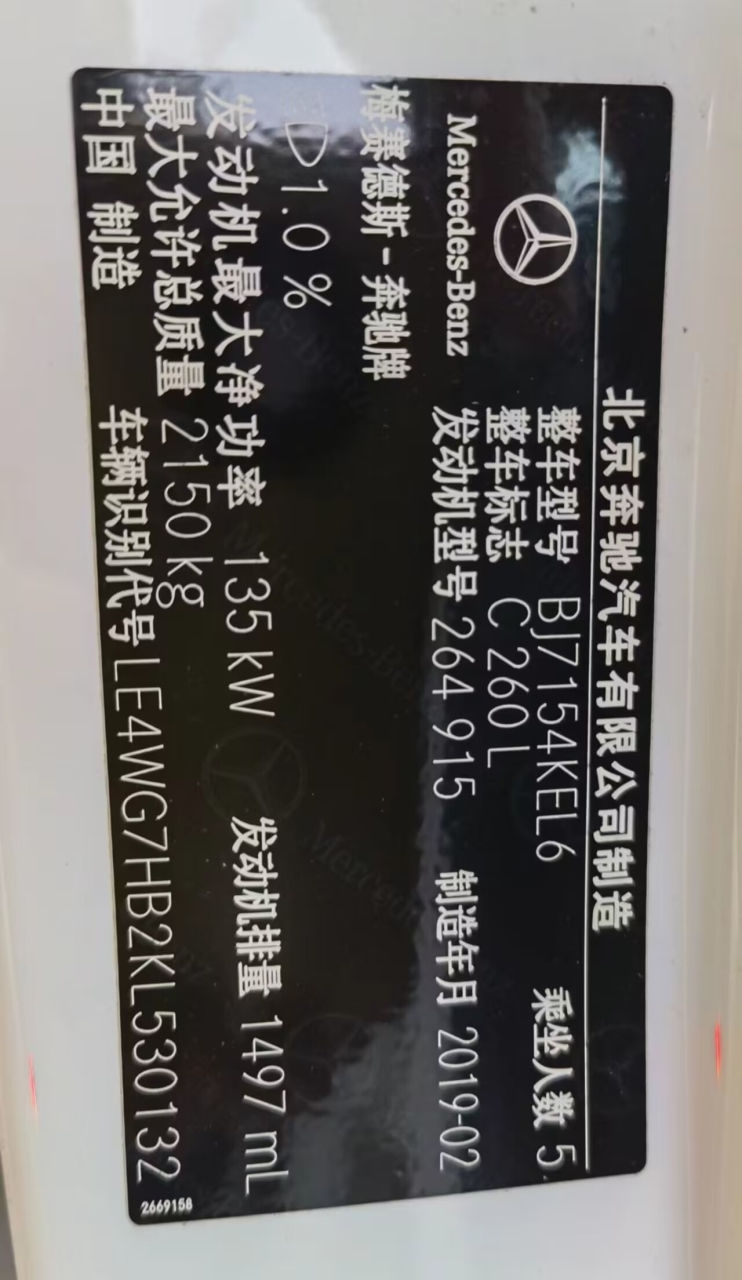 北京奔驰汽车有限公司制造
整车型号 BJ7154KEL6 乘坐人数 5
整车标志 C 260 L
Mercedes-Benz 发动机型号 264 915 制造年月 2019-02
梅赛德斯-奔驰牌
1.0 %
发动机最大净功率 135 kW 发动机排量 1497 mL
最大允许总质量 2150 kg
中国 制造 车辆识别代号 LE4WG7HB2KL530132
2669158